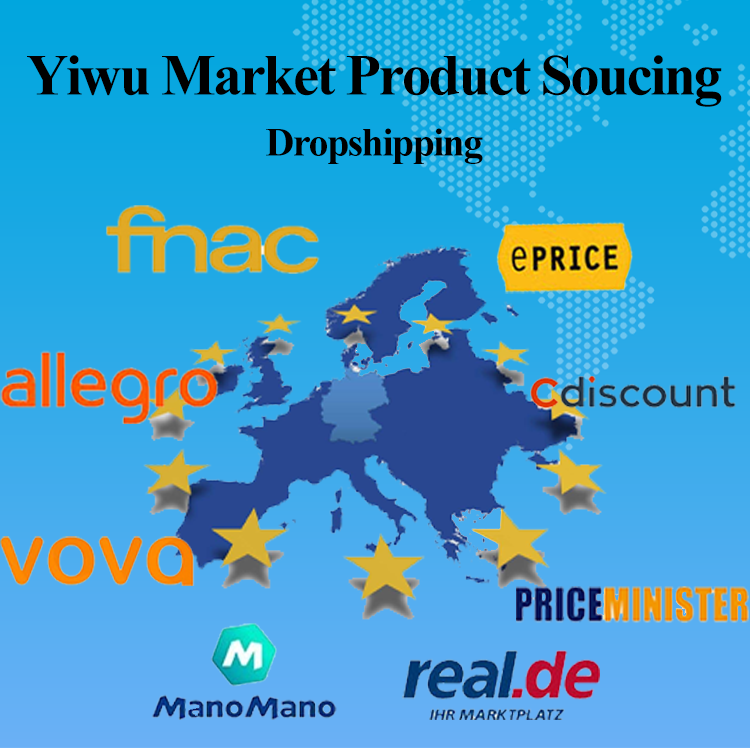 Yiwu Market Product Soucing
Dropshipping
fnac
ePRICE
allegro
Cdiscount
vova
PRICEMINISTER
M
ManoMano
real.de
IHR MARKTPLATZ